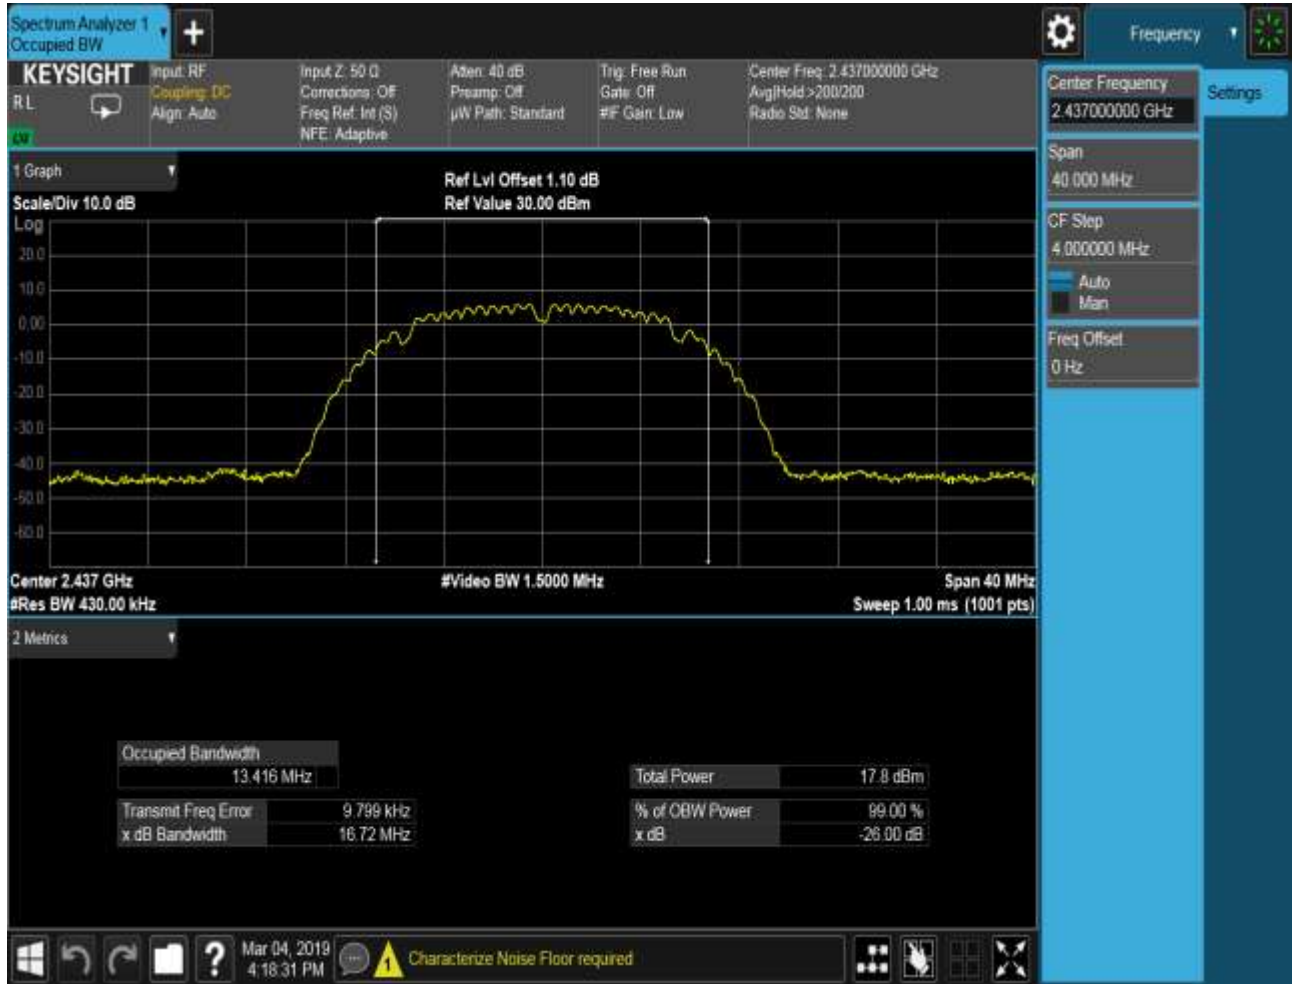 Spectrum Analyzer 1
Occupied BW
+
Frequency
KEYSIGHT
Input: RF
Input Z: 50 Ω
Atten: 40 dB
Trig: Free Run
Center Freq: 2.437000000 GHz
RL
Coupling: DC
Corrections: Off
Preamp: Off
Gate: Off
Avg|Hold:>200/200
Align: Auto
Freq Ref: Int (S)
µW Path: Standard
#IF Gain: Low
Radio Std: None
NFE: Adaptive
Center Frequency
2.437000000 GHz
Settings
Span
40.000 MHz
CF Step
4.000000 MHz
Auto
Man
Freq Offset
0 Hz
1 Graph
Ref Lvl Offset 1.10 dB
Scale/Div 10.0 dB
Ref Value 30.00 dBm
Log
20.0
10.0
0.00
-10.0
-20.0
-30.0
-40.0
-50.0
-60.0
Center 2.437 GHz
#Video BW 1.5000 MHz
Span 40 MHz
#Res BW 430.00 kHz
Sweep 1.00 ms (1001 pts)
2 Metrics
Occupied Bandwidth
13.416 MHz
Total Power 17.8 dBm
Transmit Freq Error 9.799 kHz
% of OBW Power 99.00 %
x dB Bandwidth 16.72 MHz
x dB -26.00 dB
?
Mar 04, 2019
4:18:31 PM
1
Characterize Noise Floor required